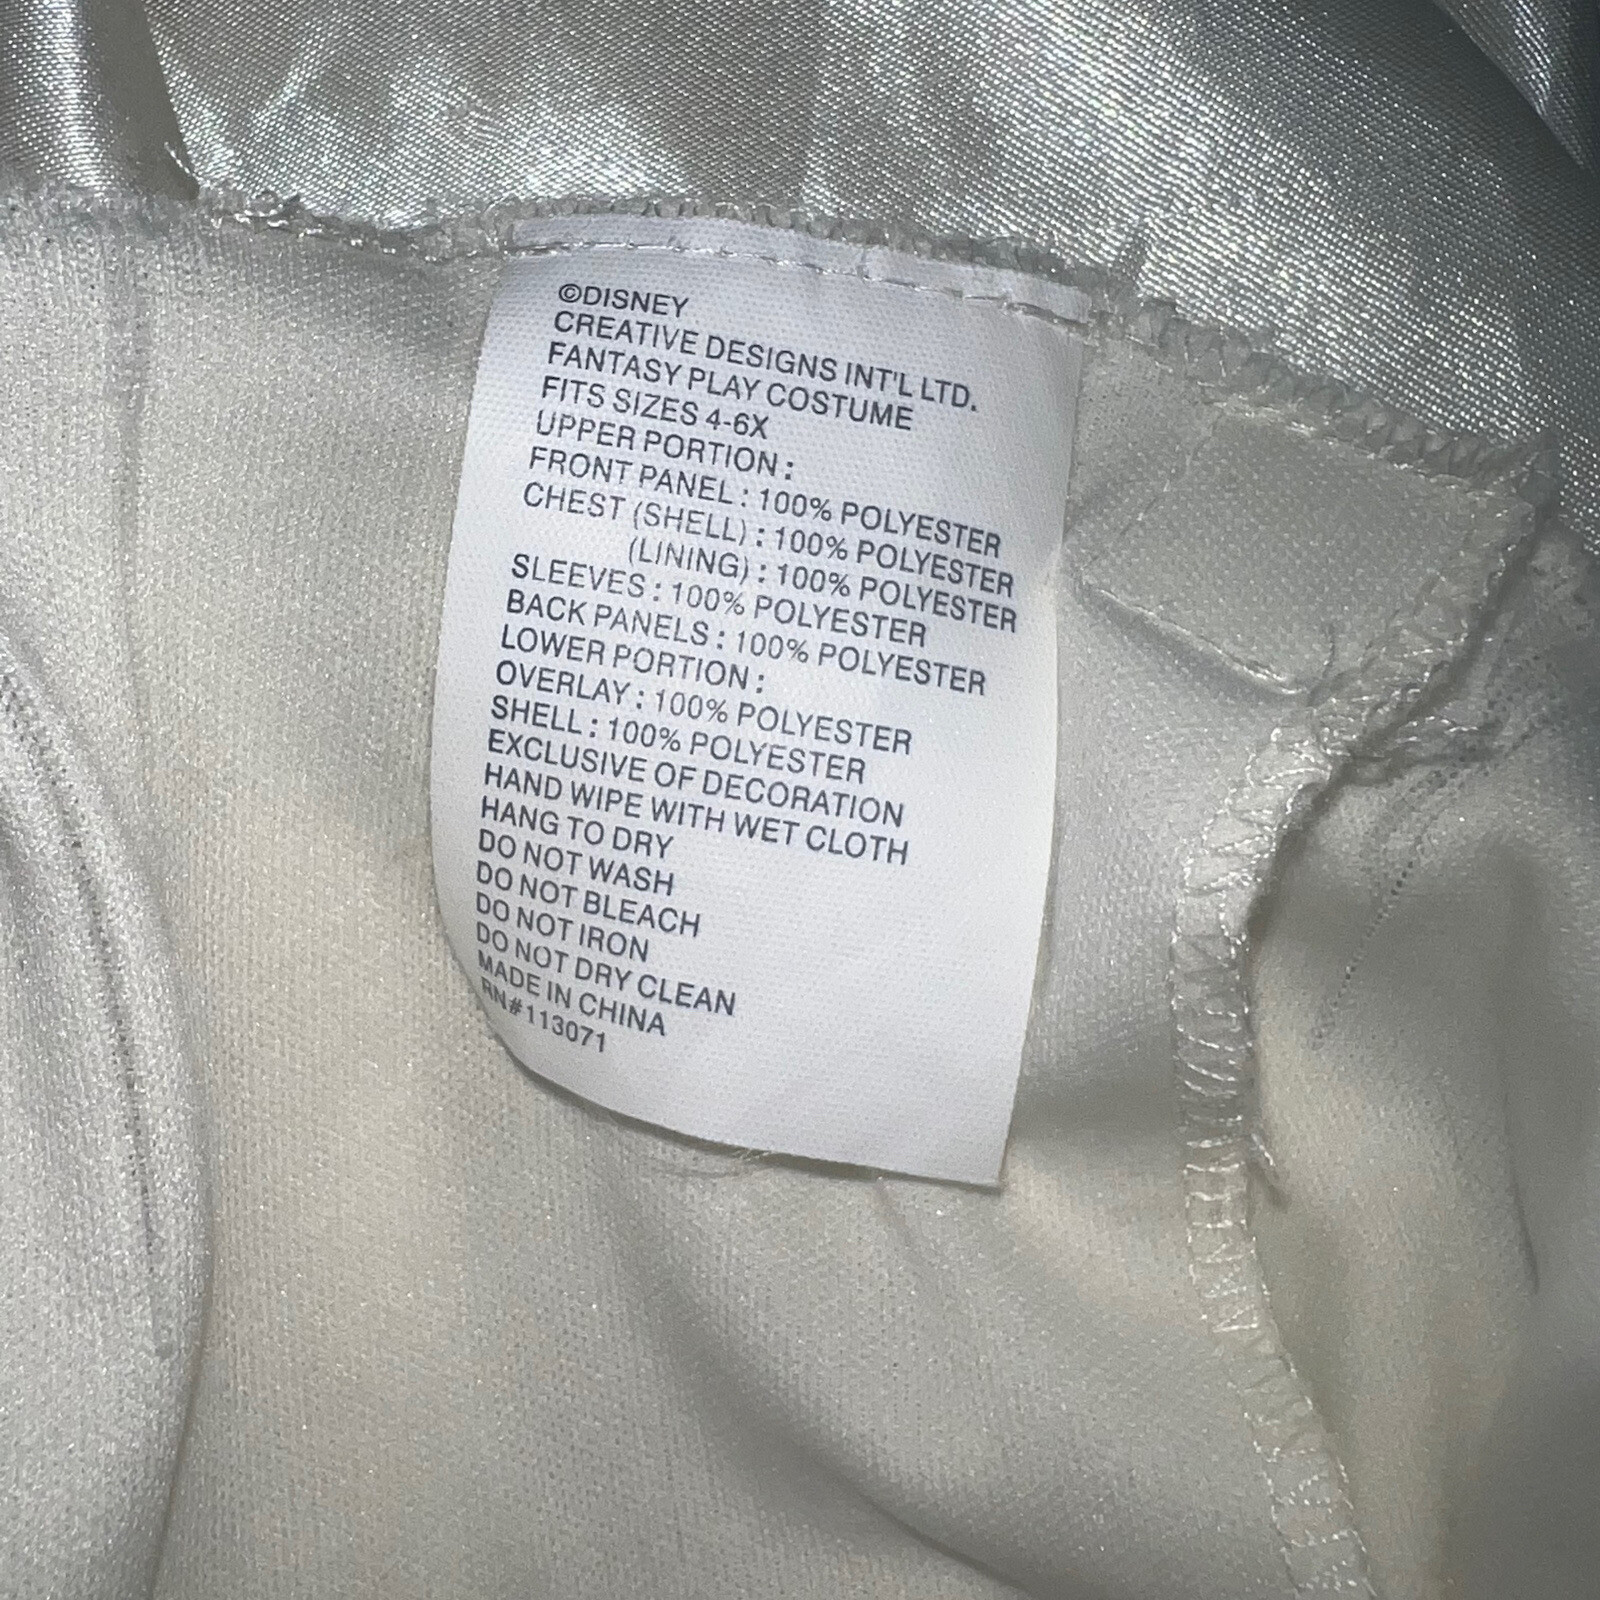 ©DISNEY
CREATIVE DESIGNS INT'L LTD.
FANTASY PLAY COSTUME
FITS SIZES 4-6X
UPPER PORTION :
FRONT PANEL : 100% POLYESTER
CHEST (SHELL) : 100% POLYESTER
(LINING) : 100% POLYESTER
SLEEVES : 100% POLYESTER
BACK PANELS : 100% POLYESTER
LOWER PORTION :
OVERLAY : 100% POLYESTER
SHELL : 100% POLYESTER
EXCLUSIVE OF DECORATION
HAND WIPE WITH WET CLOTH
HANG TO DRY
DO NOT WASH
DO NOT BLEACH
DO NOT IRON
DO NOT DRY CLEAN
MADE IN CHINA
RN#113071